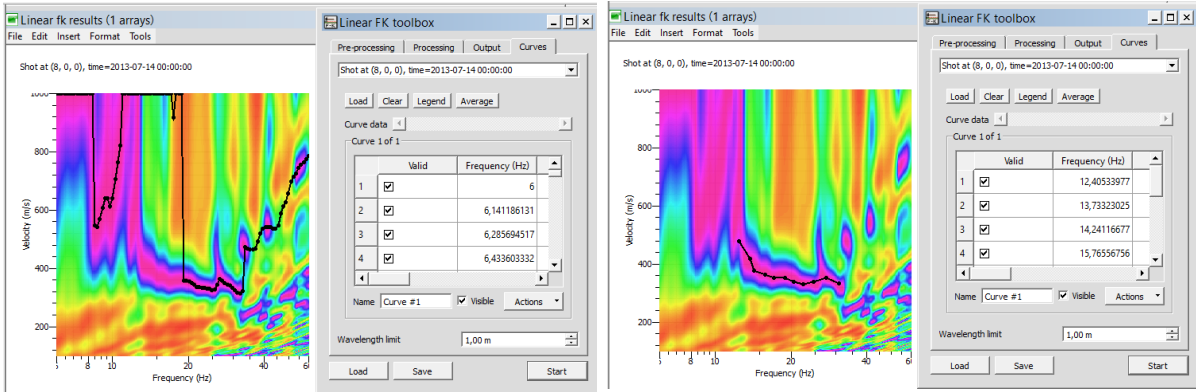 Linear fk results (1 arrays)
File Edit Insert Format Tools
Shot at (8, 0, 0), time=2013-07-14 00:00:00
1000
800
600
400
200
Velocity (m/s)
8 10 20 40 60
Frequency (Hz)
Linear FK toolbox
Pre-processing Processing Output Curves
Shot at (8, 0, 0), time=2013-07-14 00:00:00
Load Clear Legend Average
Curve data
Curve 1 of 1
Valid Frequency (Hz)
1 6
2 6,141186131
3 6,285694517
4 6,433603332
Name Curve #1 Visible Actions
Wavelength limit 1,00 m
Load Save Start
Linear fk results (1 arrays)
File Edit Insert Format Tools
Shot at (8, 0, 0), time=2013-07-14 00:00:00
1000
800
600
400
200
Velocity (m/s)
8 10 20 40 60
Frequency (Hz)
Linear FK toolbox
Pre-processing Processing Output Curves
Shot at (8, 0, 0), time=2013-07-14 00:00:00
Load Clear Legend Average
Curve data
Curve 1 of 1
Valid Frequency (Hz)
1 12,40533977
2 13,73323025
3 14,24116677
4 15,76556756
Name Curve #1 Visible Actions
Wavelength limit 1,00 m
Load Save Start